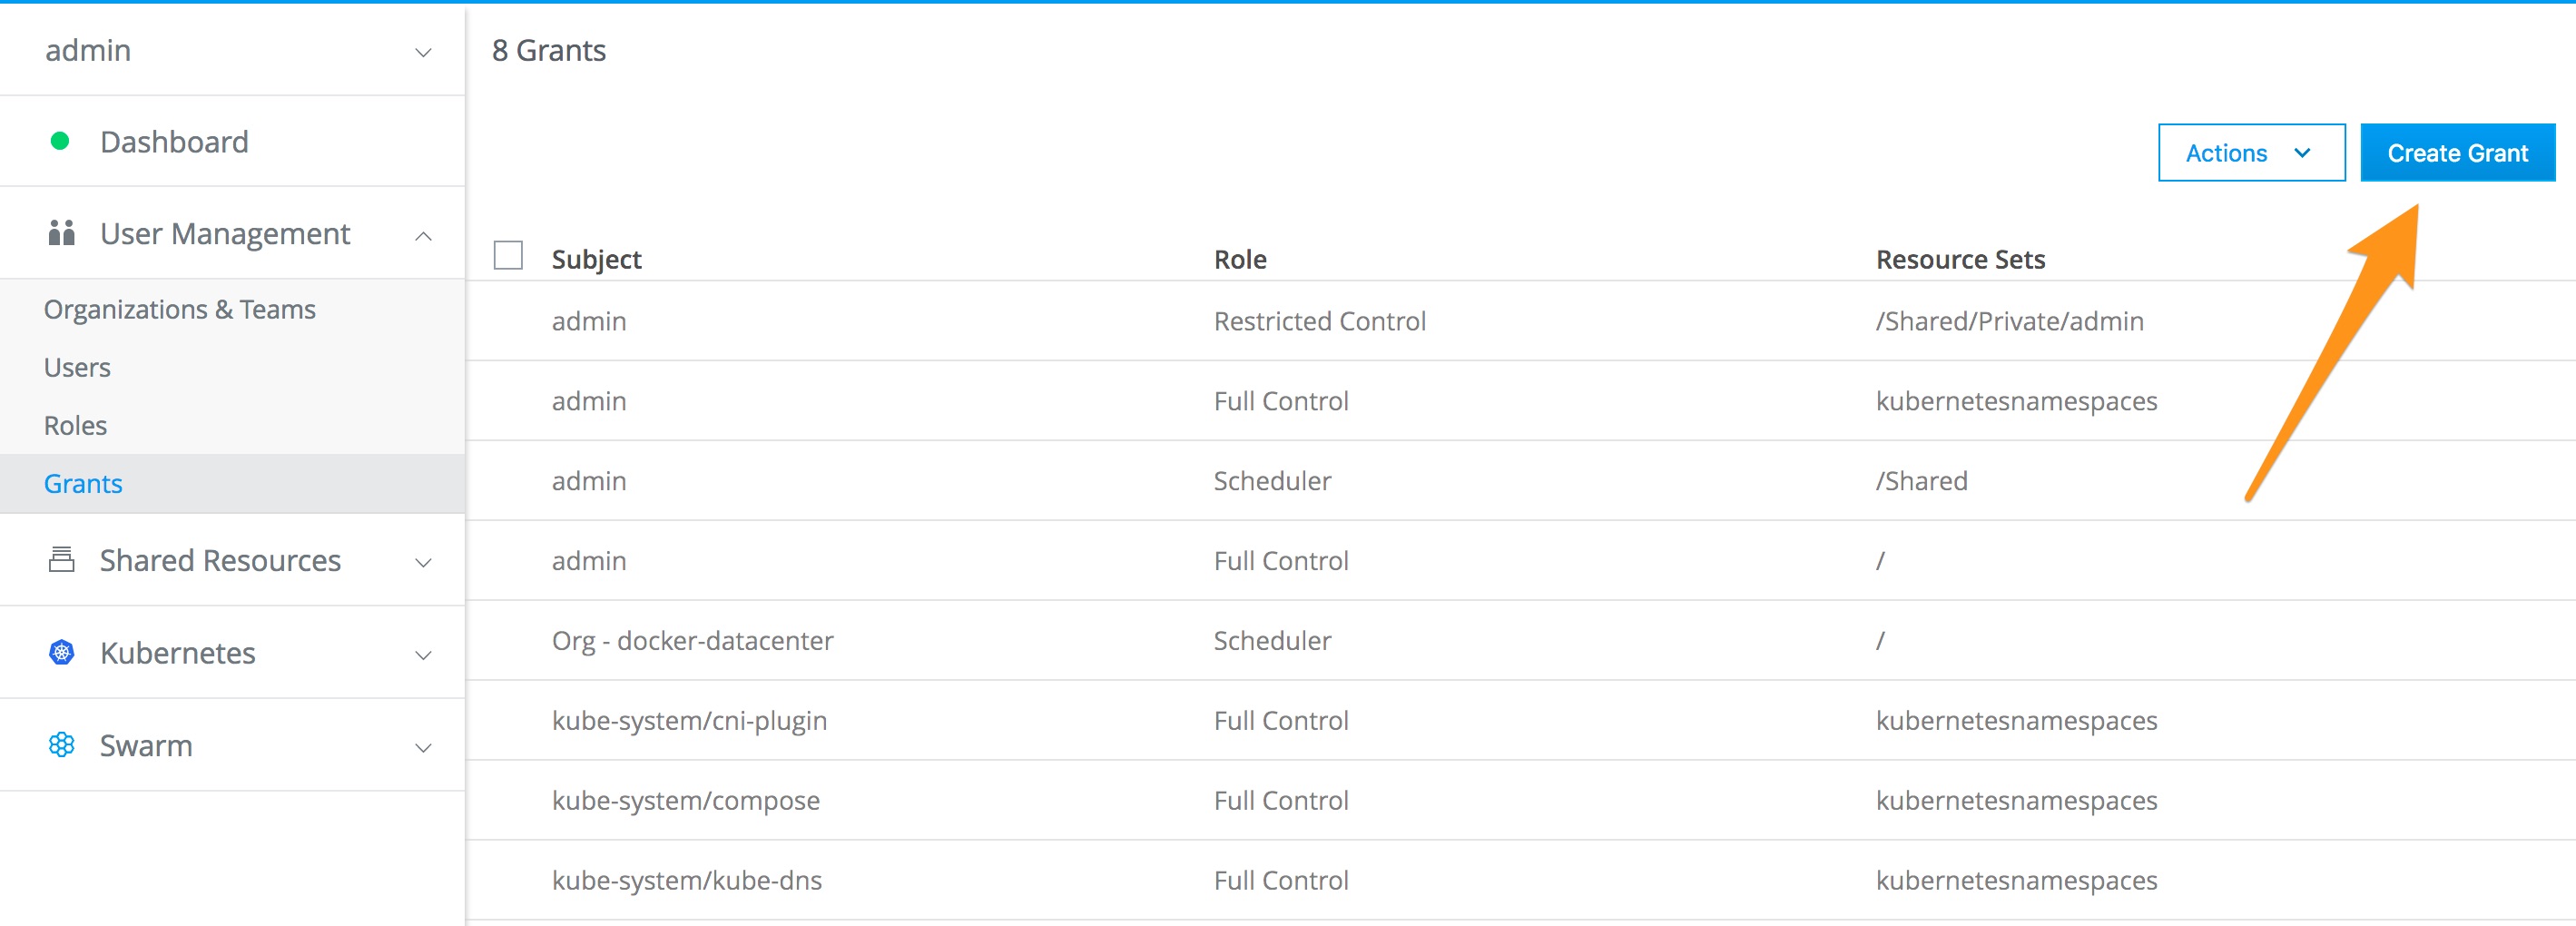 admin
8 Grants
Dashboard
Actions
Create Grant
User Management
Subject Role Resource Sets
Organizations & Teams
admin Restricted Control /Shared/Private/admin
Users
admin Full Control kubernetesnamespaces
Roles
Grants
admin Scheduler /Shared
Shared Resources
admin Full Control /
Org - docker-datacenter Scheduler /
Kubernetes
kube-system/cni-plugin Full Control kubernetesnamespaces
Swarm
kube-system/compose Full Control kubernetesnamespaces
kube-system/kube-dns Full Control kubernetesnamespaces